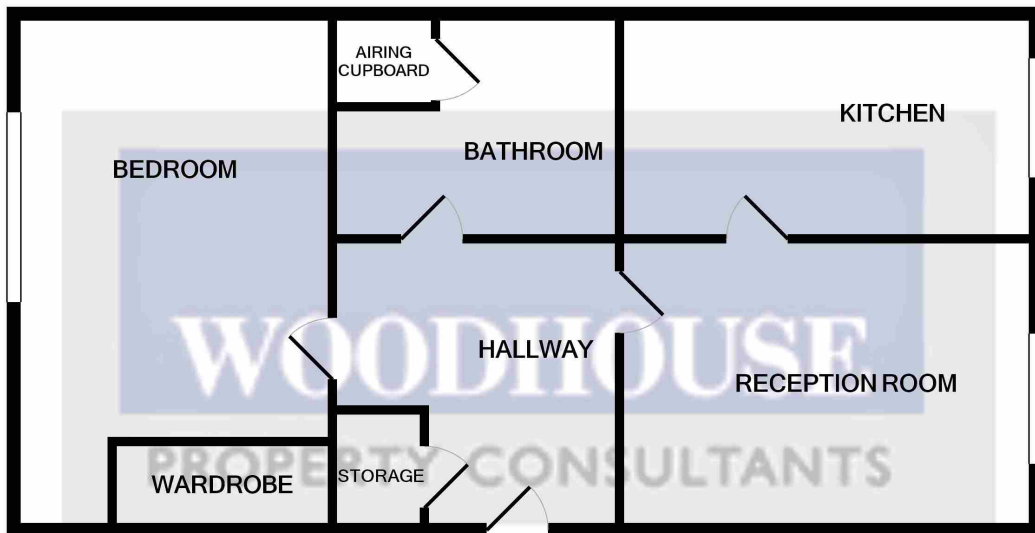 AIRING
CUPBOARD
KITCHEN
BATHROOM
BEDROOM
WOODHOUSE
HALLWAY
RECEPTION ROOM
PROPERTY CONSULTANTS
STORAGE
WARDROBE